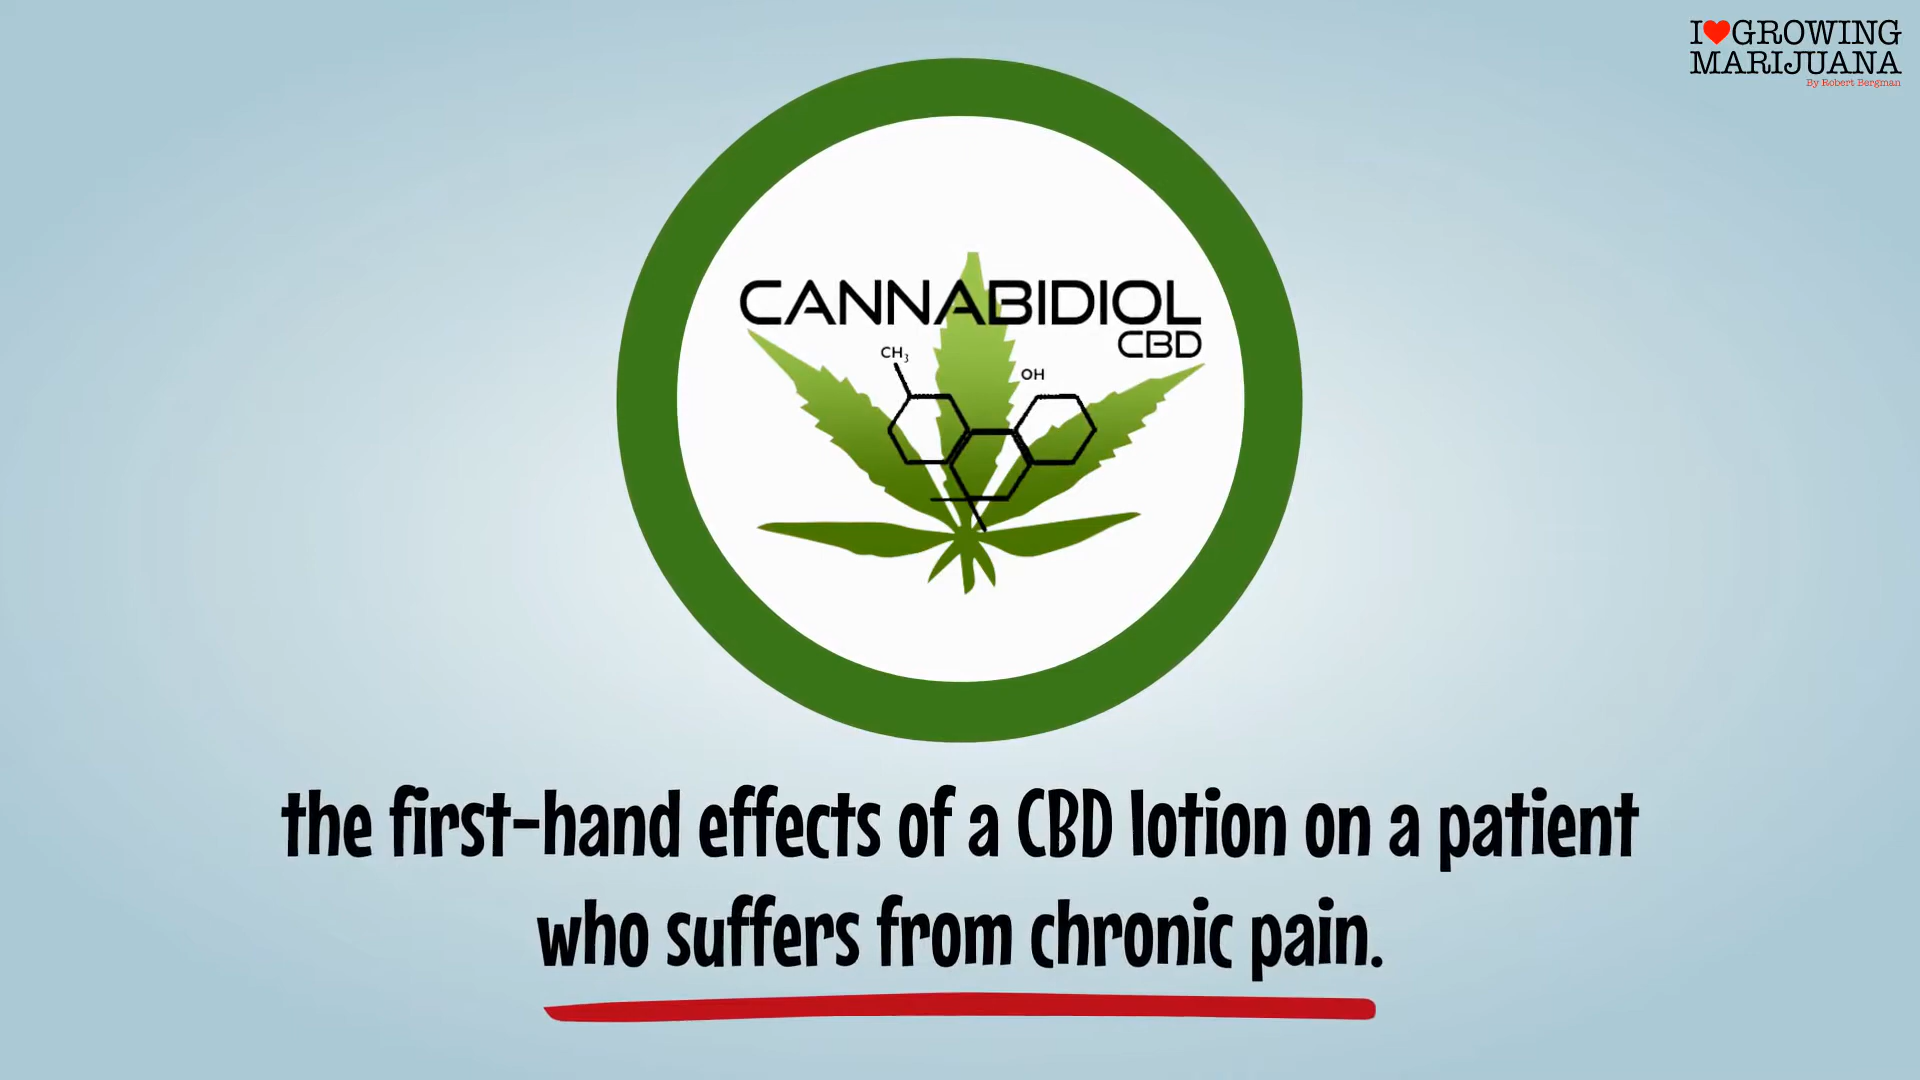 I❤GROWING
MARIJUANA
By Robert Bergman
CANNABIDIOL
CBD
CH₃
OH
the first-hand effects of a CBD lotion on a patient
who suffers from chronic pain.